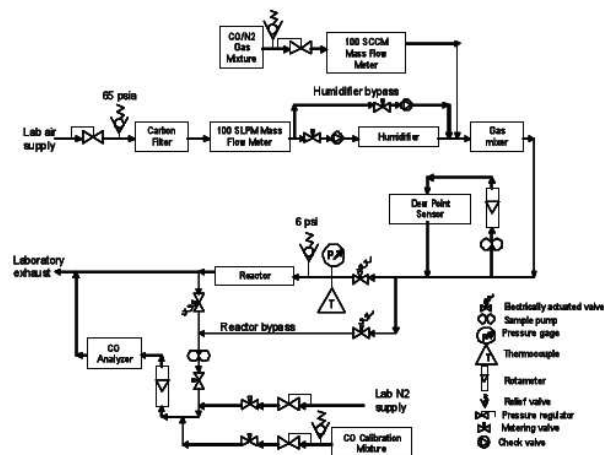 CO/N2
Gas
Mixture
100 SCCM
Mass Flow
Meter
Humidifier bypass
65 psia
Lab air
supply
Carbon
Filter
100 SLPM Mass
Flow Meter
Humidifier
Gas
mixer
Dew Point
Sensor
6 psi
P
Laboratory
exhaust
Reactor
T
Reactor bypass
CO
Analyzer
Lab N2
supply
CO Calibration
Mixture
Electrically actuated valve
Sample pump
Pressure gage
Thermocouple
T
Rotameter
Relief valve
Pressure regulator
Metering valve
Check valve